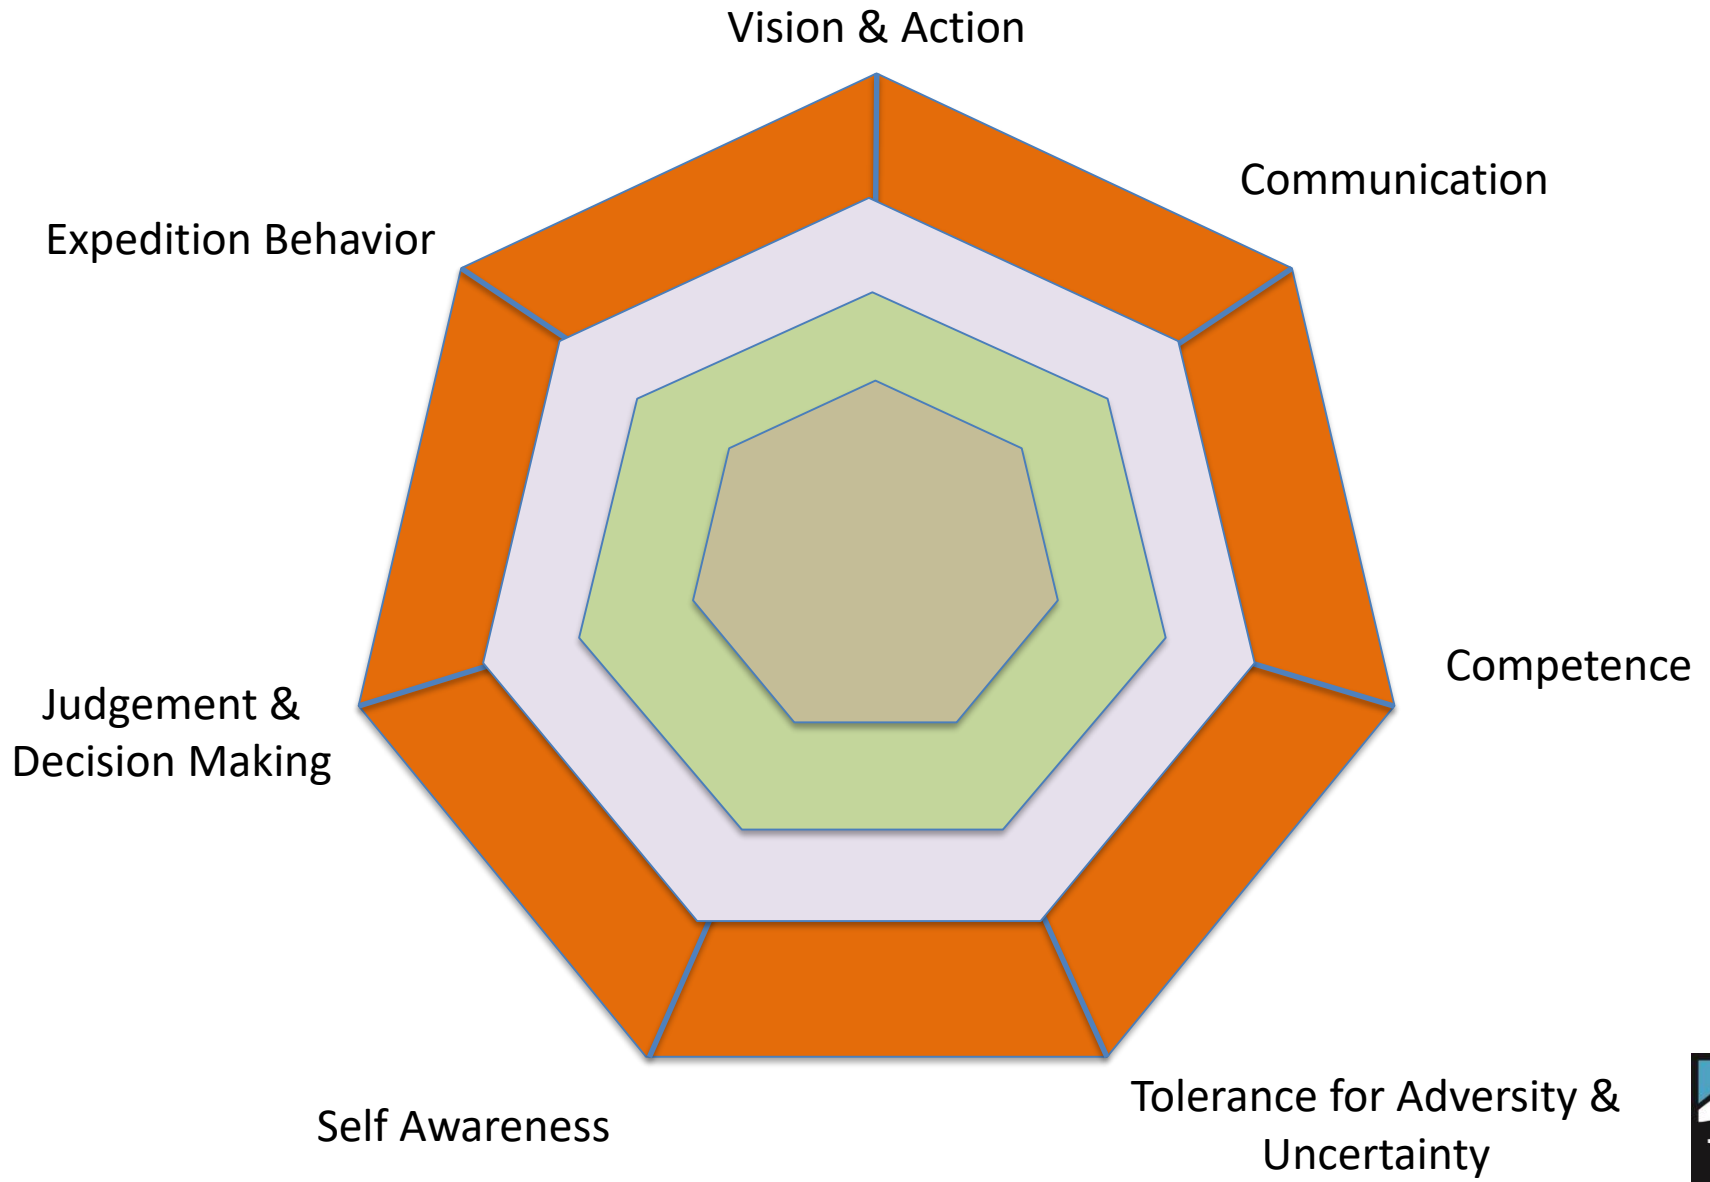 Vision & Action
Communication
Expedition Behavior
Competence
Judgement &
Decision Making
Self Awareness
Tolerance for Adversity &
Uncertainty